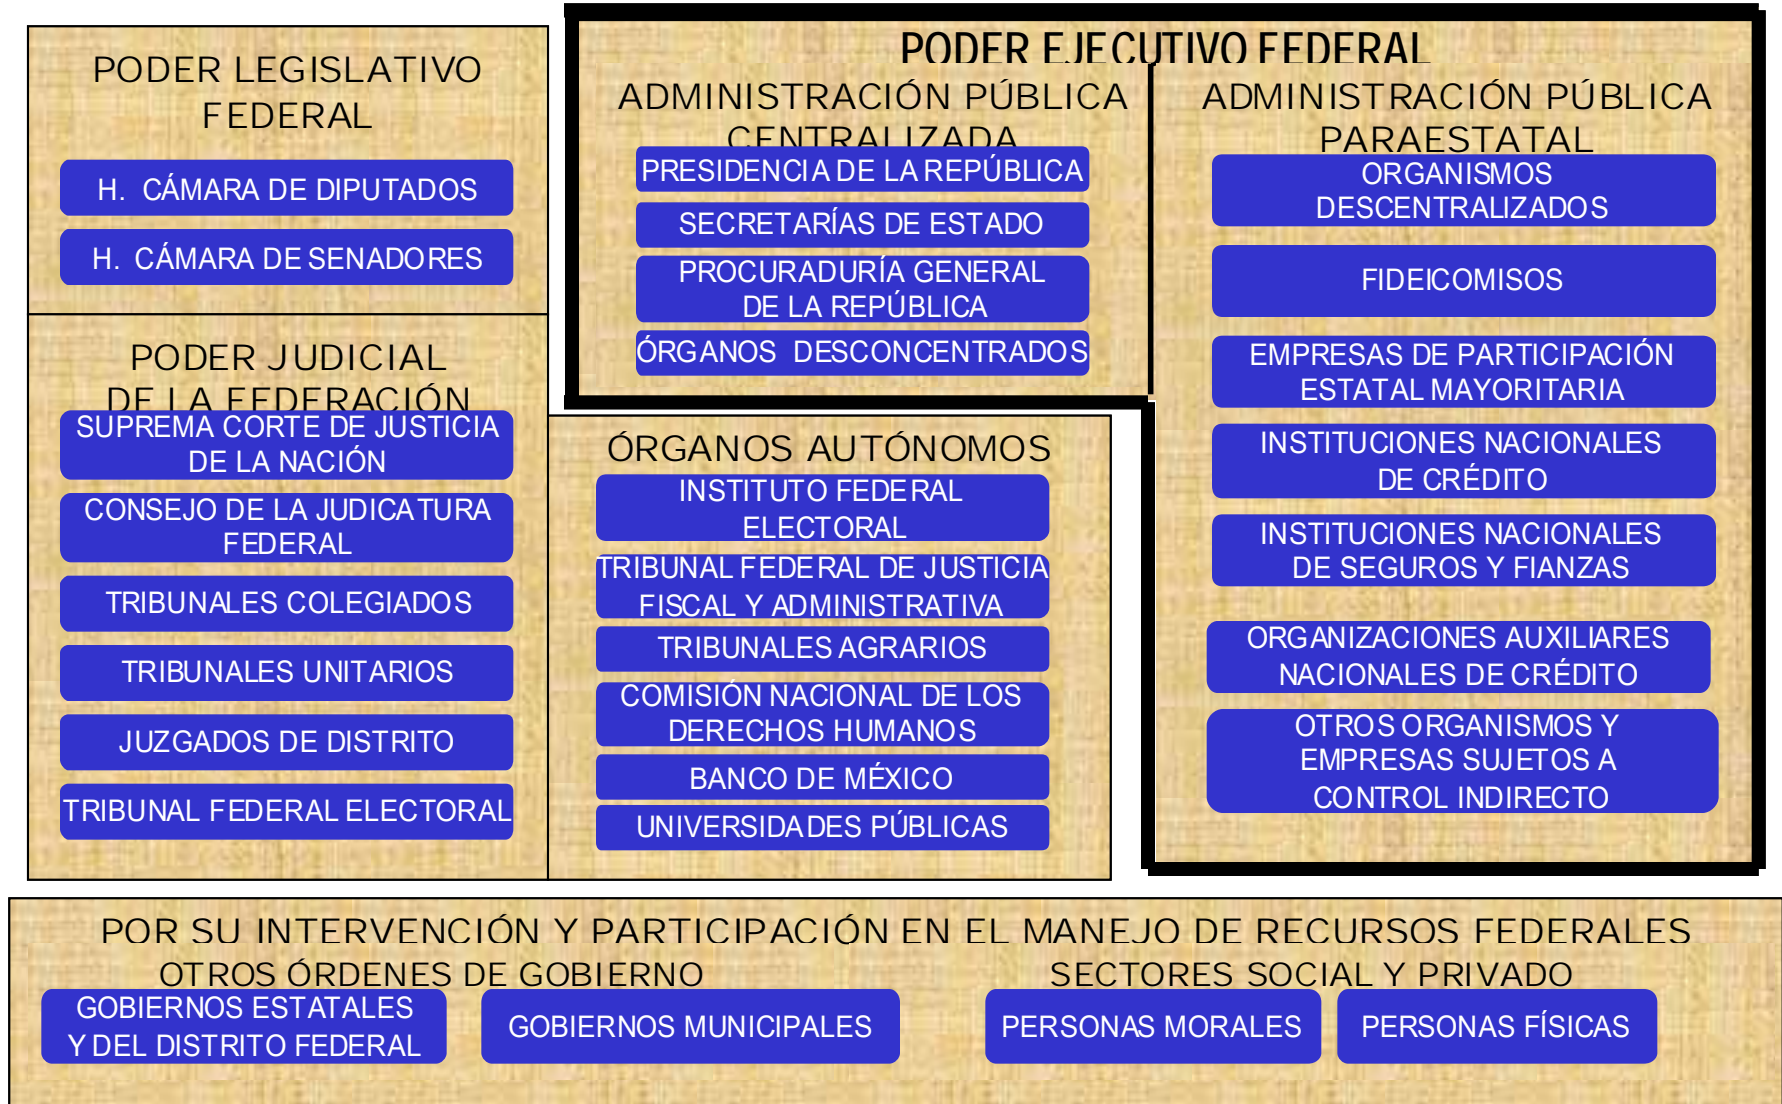 PODER LEGISLATIVO
FEDERAL
H. CÁMARA DE DIPUTADOS
H. CÁMARA DE SENADORES
PODER JUDICIAL
DE LA FEDERACIÓN
SUPREMA CORTE DE JUSTICIA
DE LA NACIÓN
CONSEJO DE LA JUDICATURA
FEDERAL
TRIBUNALES COLEGIADOS
TRIBUNALES UNITARIOS
JUZGADOS DE DISTRITO
TRIBUNAL FEDERAL ELECTORAL
PODER EJECUTIVO FEDERAL
ADMINISTRACIÓN PÚBLICA
CENTRALIZADA
PRESIDENCIA DE LA REPÚBLICA
SECRETARÍAS DE ESTADO
PROCURADURÍA GENERAL
DE LA REPÚBLICA
ÓRGANOS DESCONCENTRADOS
ADMINISTRACIÓN PÚBLICA
PARAESTATAL
ORGANISMOS
DESCENTRALIZADOS
FIDEICOMISOS
EMPRESAS DE PARTICIPACIÓN
ESTATAL MAYORITARIA
INSTITUCIONES NACIONALES
DE CRÉDITO
INSTITUCIONES NACIONALES
DE SEGUROS Y FIANZAS
ORGANIZACIONES AUXILIARES
NACIONALES DE CRÉDITO
OTROS ORGANISMOS Y
EMPRESAS SUJETOS A
CONTROL INDIRECTO
ÓRGANOS AUTÓNOMOS
INSTITUTO FEDERAL
ELECTORAL
TRIBUNAL FEDERAL DE JUSTICIA
FISCAL Y ADMINISTRATIVA
TRIBUNALES AGRARIOS
COMISIÓN NACIONAL DE LOS
DERECHOS HUMANOS
BANCO DE MÉXICO
UNIVERSIDADES PÚBLICAS
POR SU INTERVENCIÓN Y PARTICIPACIÓN EN EL MANEJO DE RECURSOS FEDERALES
OTROS ÓRDENES DE GOBIERNO
GOBIERNOS ESTATALES
Y DEL DISTRITO FEDERAL
GOBIERNOS MUNICIPALES
SECTORES SOCIAL Y PRIVADO
PERSONAS MORALES
PERSONAS FÍSICAS